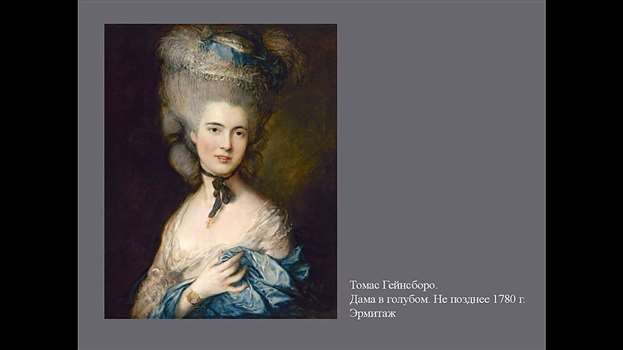 Томас Гейнсборо.
Дама в голубом. Не позднее 1780 г.
Эрмитаж